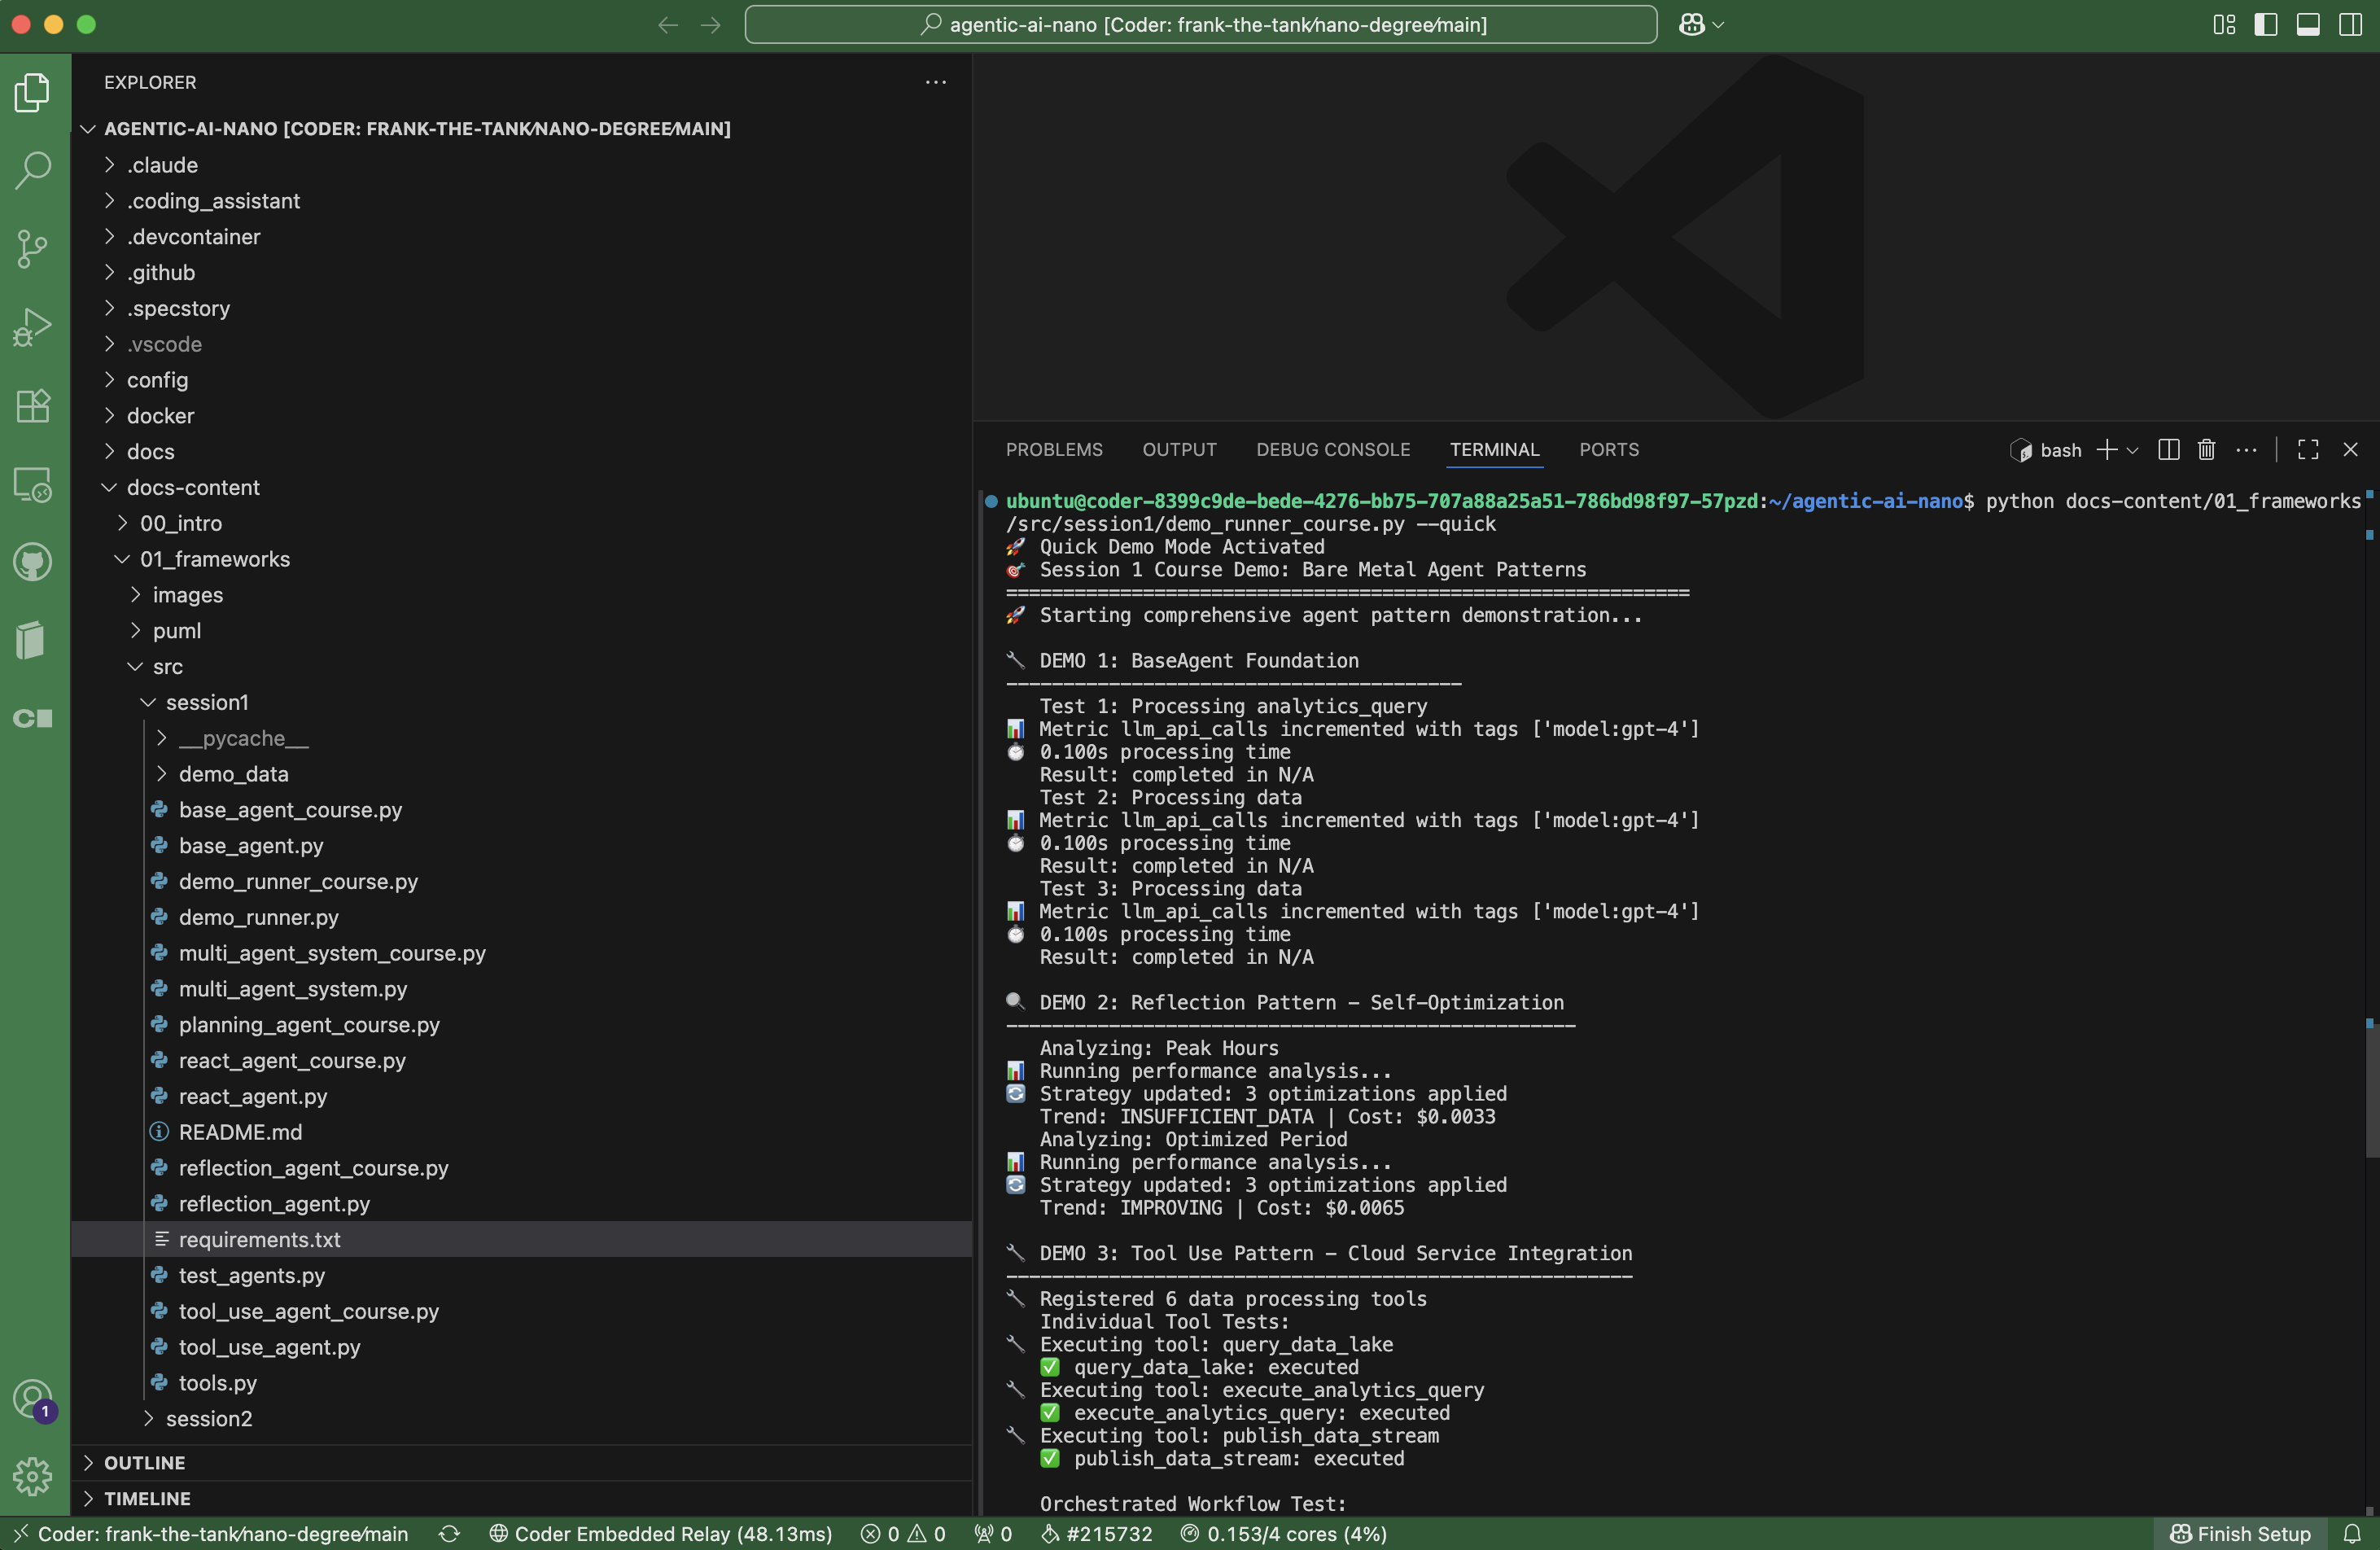 agentic-ai-nano [Coder: frank-the-tank/nano-degree/main]
EXPLORER
AGENTIC-AI-NANO [CODER: FRANK-THE-TANK/NANO-DEGREE/MAIN]
.claude
.coding_assistant
.devcontainer
.github
.specstory
.vscode
config
docker
docs
docs-content
00_intro
01_frameworks
images
puml
src
session1
__pycache__
demo_data
base_agent_course.py
base_agent.py
demo_runner_course.py
demo_runner.py
multi_agent_system_course.py
multi_agent_system.py
planning_agent_course.py
react_agent_course.py
react_agent.py
README.md
reflection_agent_course.py
reflection_agent.py
requirements.txt
test_agents.py
tool_use_agent_course.py
tool_use_agent.py
tools.py
session2
OUTLINE
TIMELINE
PROBLEMS OUTPUT DEBUG CONSOLE TERMINAL PORTS bash
ubuntu@coder-8399c9de-bede-4276-bb75-707a88a25a51-786bd98f97-57pzd:~/agentic-ai-nano$ python docs-content/01_frameworks
/src/session1/demo_runner_course.py --quick
🚀 Quick Demo Mode Activated
🎯 Session 1 Course Demo: Bare Metal Agent Patterns
============================================================
🚀 Starting comprehensive agent pattern demonstration...
🔧 DEMO 1: BaseAgent Foundation
----------------------------------------
Test 1: Processing analytics_query
📊 Metric llm_api_calls incremented with tags ['model:gpt-4']
⏱ 0.100s processing time
Result: completed in N/A
Test 2: Processing data
📊 Metric llm_api_calls incremented with tags ['model:gpt-4']
⏱ 0.100s processing time
Result: completed in N/A
Test 3: Processing data
📊 Metric llm_api_calls incremented with tags ['model:gpt-4']
⏱ 0.100s processing time
Result: completed in N/A
🔍 DEMO 2: Reflection Pattern - Self-Optimization
--------------------------------------------------
Analyzing: Peak Hours
📊 Running performance analysis...
🔄 Strategy updated: 3 optimizations applied
Trend: INSUFFICIENT_DATA | Cost: $0.0033
Analyzing: Optimized Period
📊 Running performance analysis...
🔄 Strategy updated: 3 optimizations applied
Trend: IMPROVING | Cost: $0.0065
🔧 DEMO 3: Tool Use Pattern - Cloud Service Integration
-------------------------------------------------------
🔧 Registered 6 data processing tools
Individual Tool Tests:
🔧 Executing tool: query_data_lake
✅ query_data_lake: executed
🔧 Executing tool: execute_analytics_query
✅ execute_analytics_query: executed
🔧 Executing tool: publish_data_stream
✅ publish_data_stream: executed
Orchestrated Workflow Test:
1
Coder: frank-the-tank/nano-degree/main Coder Embedded Relay (48.13ms) 0 0 0 #215732 0.153/4 cores (4%) Finish Setup